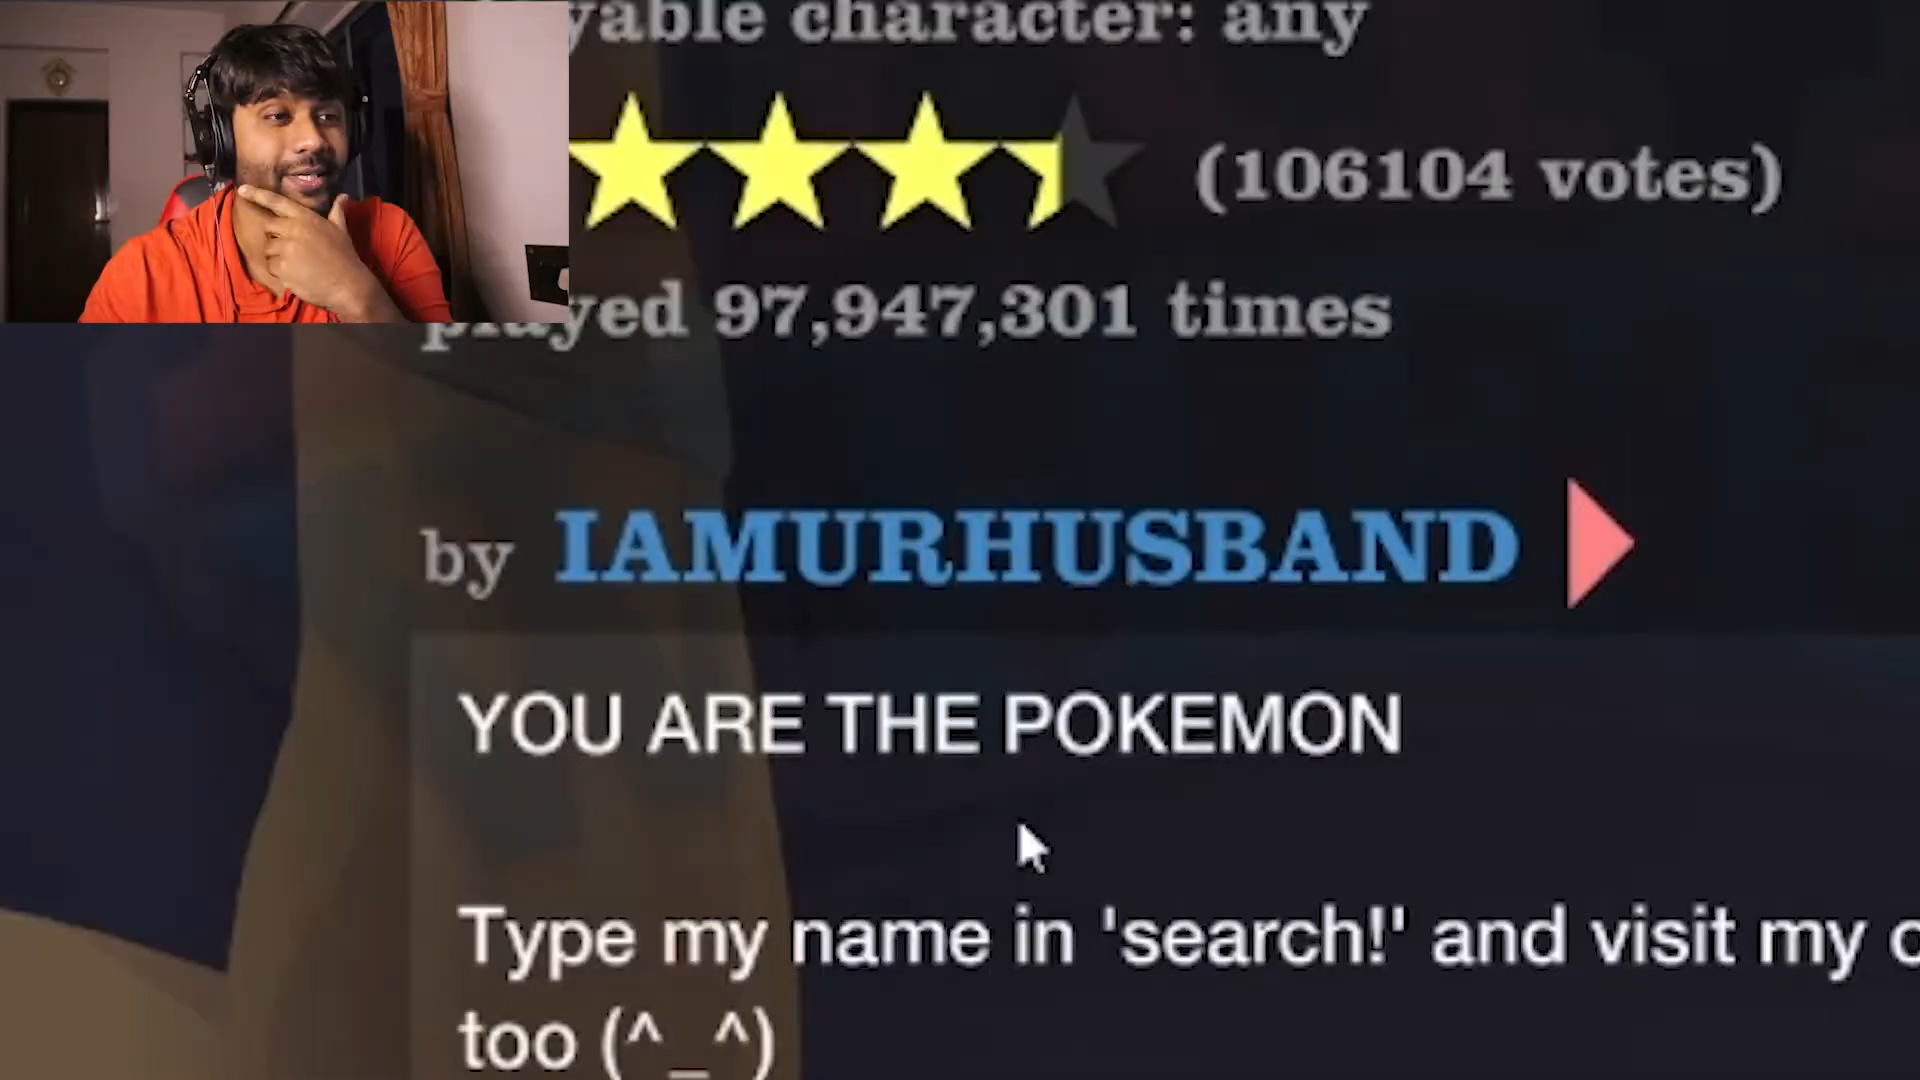 character: any
(106104 votes)
played 97,947,301 times
by IAMURHUSBAND
YOU ARE THE POKEMON
Type my name in 'search!' and visit my
too (^_^)